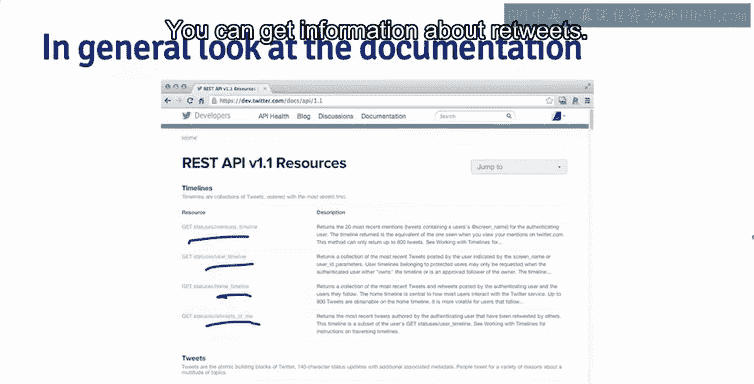 You can get information about retweets.
In general look at the documentation
REST API v1.1 Resources
https://dev.twitter.com/docs/api/1.1
Developers API Health Blog Discussions Documentation Search
Home
REST API v1.1 Resources
Jump to
Timelines
Timelines are collections of Tweets, ordered with the most recent first.
Resource Description
GET statuses/mentions_timeline
Returns the 20 most recent mentions (tweets containing a users's @screen_name) for the authenticating
user. The timeline returned is the equivalent of the one seen when you view your mentions on twitter.com.
This method can only return up to 800 tweets. See Working with Timelines for...
GET statuses/user_timeline
Returns a collection of the most recent Tweets posted by the user indicated by the screen_name or
user_id parameters. User timelines belonging to protected users may only be requested when the
authenticated user either "owns" the timeline or is an approved follower of the owner. The timeline...
GET statuses/home_timeline
Returns a collection of the most recent Tweets and retweets posted by the authenticating user and the
users they follow. The home timeline is central to how most users interact with the Twitter service. Up to
800 Tweets are obtainable on the home timeline. It is more volatile for users that follow...
GET statuses/retweets_of_me
Returns the most recent tweets authored by the authenticating user that have been retweeted by others.
This timeline is a subset of the user's GET statuses/user_timeline. See Working with Timelines for
instructions on traversing timelines.
Tweets
Tweets are the atomic building blocks of Twitter, 140-character status updates with additional associated metadata. People tweet for a variety of reasons about a
multitude of topics.